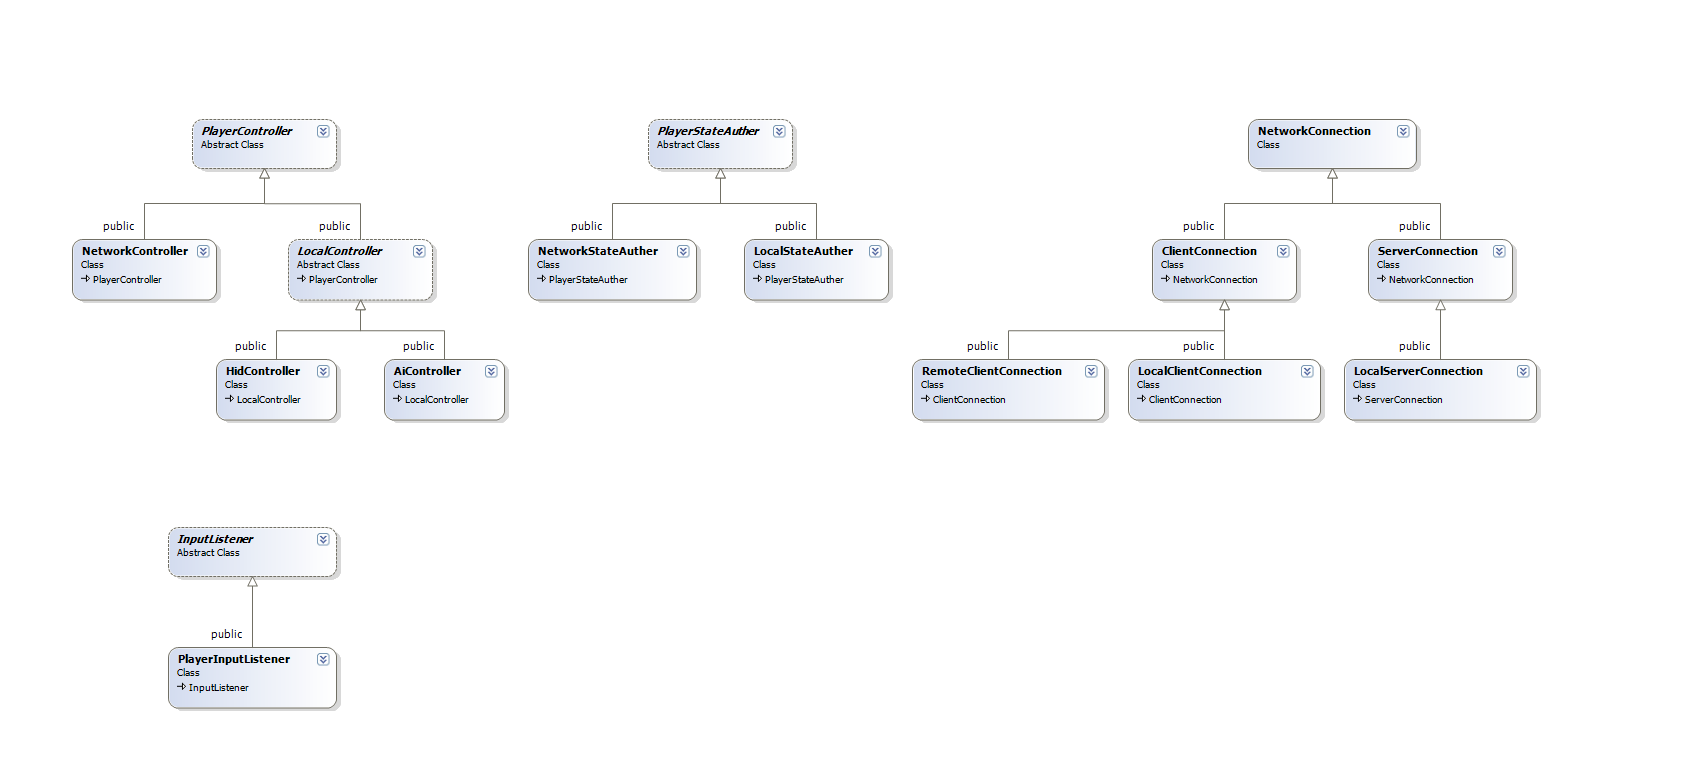 PlayerController
Abstract Class
PlayerStateAuther
Abstract Class
NetworkConnection
Class
public
public
public
public
public
public
NetworkController
Class
PlayerController
LocalController
Abstract Class
PlayerController
NetworkStateAuther
Class
PlayerStateAuther
LocalStateAuther
Class
PlayerStateAuther
ClientConnection
Class
NetworkConnection
ServerConnection
Class
NetworkConnection
public
public
public
public
public
HidController
Class
LocalController
AiController
Class
LocalController
RemoteClientConnection
Class
ClientConnection
LocalClientConnection
Class
ClientConnection
LocalServerConnection
Class
ServerConnection
InputListener
Abstract Class
public
PlayerInputListener
Class
InputListener